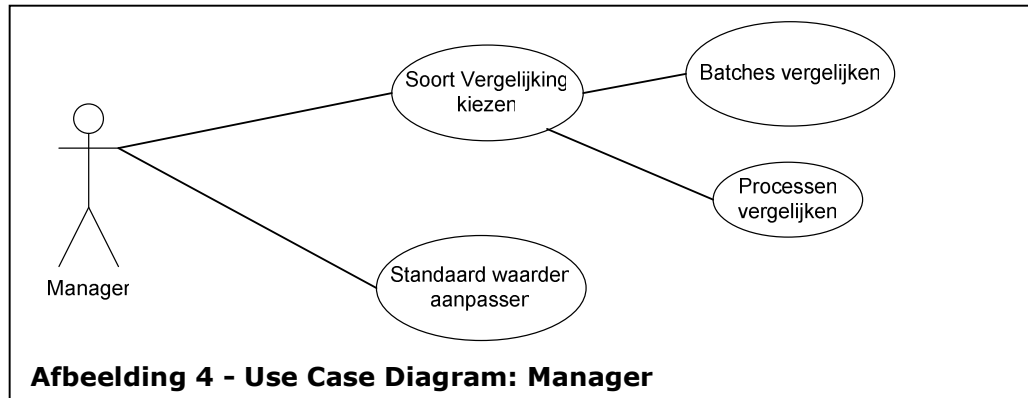 Soort Vergelijking
kiezen
Batches vergelijken
Processen
vergelijken
Manager
Standaard waarder
aanpasser
Afbeelding 4 - Use Case Diagram: Manager